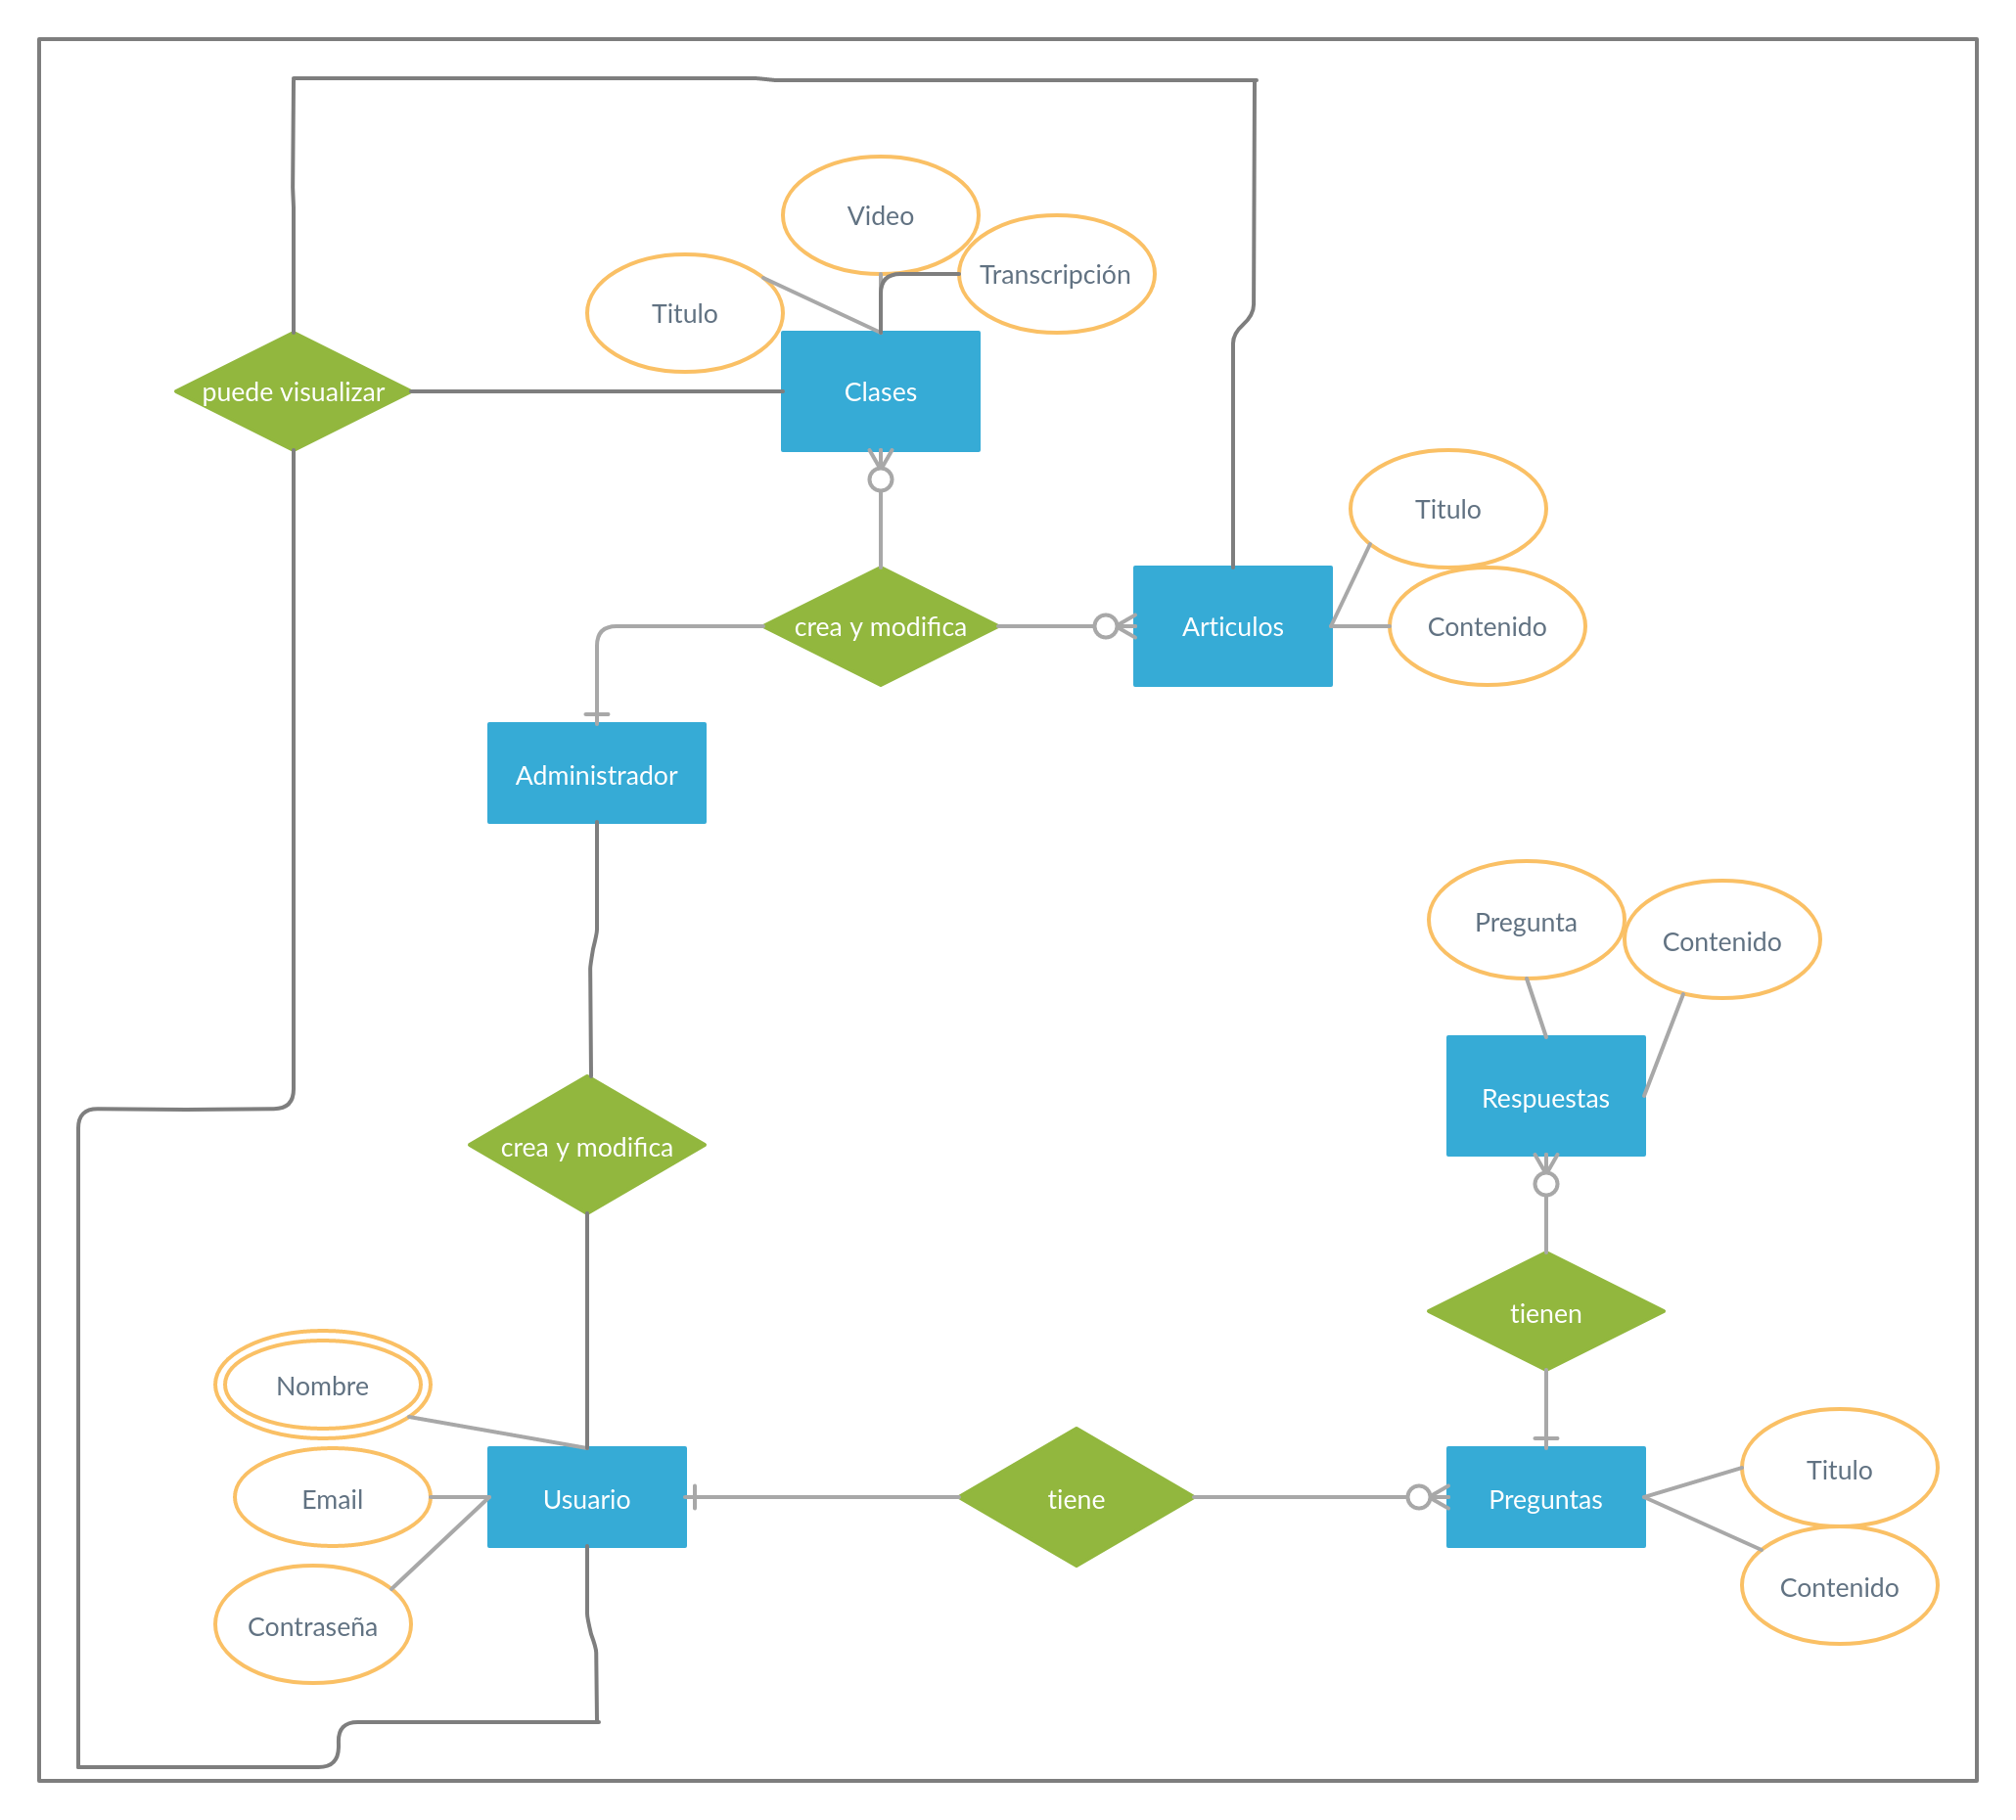 Video
Transcripción
Titulo
puede visualizar
Clases
Titulo
crea y modifica
Articulos
Contenido
Administrador
Pregunta
Contenido
Respuestas
crea y modifica
tienen
Nombre
Titulo
Email
Usuario
tiene
Preguntas
Contenido
Contraseña